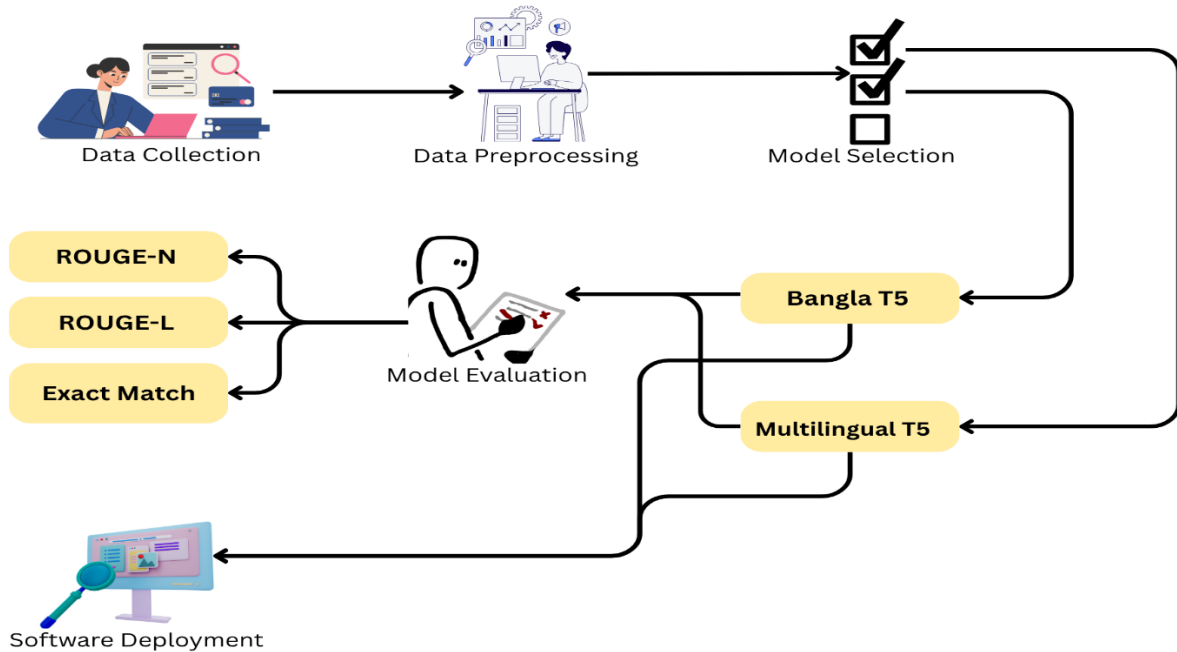 Data Collection
Data Preprocessing
Model Selection
ROUGE-N
ROUGE-L
Exact Match
Model Evaluation
Bangla T5
Multilingual T5
Software Deployment